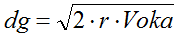 dg = √2·r·Voka